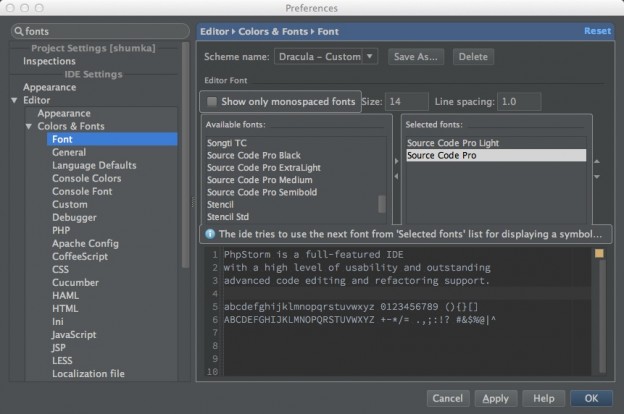 Preferences
fonts
Project Settings [shumka]
Inspections
IDE Settings
Appearance
Editor
Appearance
Colors & Fonts
Font
General
Language Defaults
Console Colors
Console Font
Custom
Debugger
PHP
Apache Config
CoffeeScript
CSS
Cucumber
HAML
HTML
Ini
JavaScript
JSP
LESS
Localization file
Editor › Colors & Fonts › Font Reset
Scheme name: Dracula – Custom Save As... Delete
Editor Font
Show only monospaced fonts Size: 14 Line spacing: 1.0
Available fonts:
Songti TC
Source Code Pro Black
Source Code Pro ExtraLight
Source Code Pro Medium
Source Code Pro Semibold
Stencil
Stencil Std
Selected fonts:
Source Code Pro Light
Source Code Pro
The ide tries to use the next font from 'Selected fonts' list for displaying a symbol...
1 PhpStorm is a full-featured IDE
2 with a high level of usability and outstanding
3 advanced code editing and refactoring support.
4
5 abcdefghijklmnopqrstuvwxyz 0123456789 (){}[]
6 ABCDEFGHIJKLMNOPQRSTUVWXYZ +-*/= .,;:!? #&$%@|^
7
8
9
10
Cancel Apply Help OK